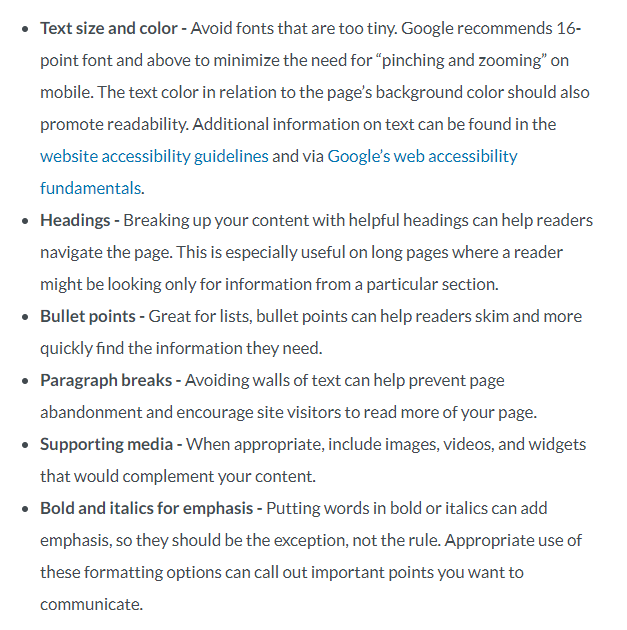 • Text size and color - Avoid fonts that are too tiny. Google recommends 16-
point font and above to minimize the need for “pinching and zooming” on
mobile. The text color in relation to the page’s background color should also
promote readability. Additional information on text can be found in the
website accessibility guidelines and via Google’s web accessibility
fundamentals.
• Headings - Breaking up your content with helpful headings can help readers
navigate the page. This is especially useful on long pages where a reader
might be looking only for information from a particular section.
• Bullet points - Great for lists, bullet points can help readers skim and more
quickly find the information they need.
• Paragraph breaks - Avoiding walls of text can help prevent page
abandonment and encourage site visitors to read more of your page.
• Supporting media - When appropriate, include images, videos, and widgets
that would complement your content.
• Bold and italics for emphasis - Putting words in bold or italics can add
emphasis, so they should be the exception, not the rule. Appropriate use of
these formatting options can call out important points you want to
communicate.